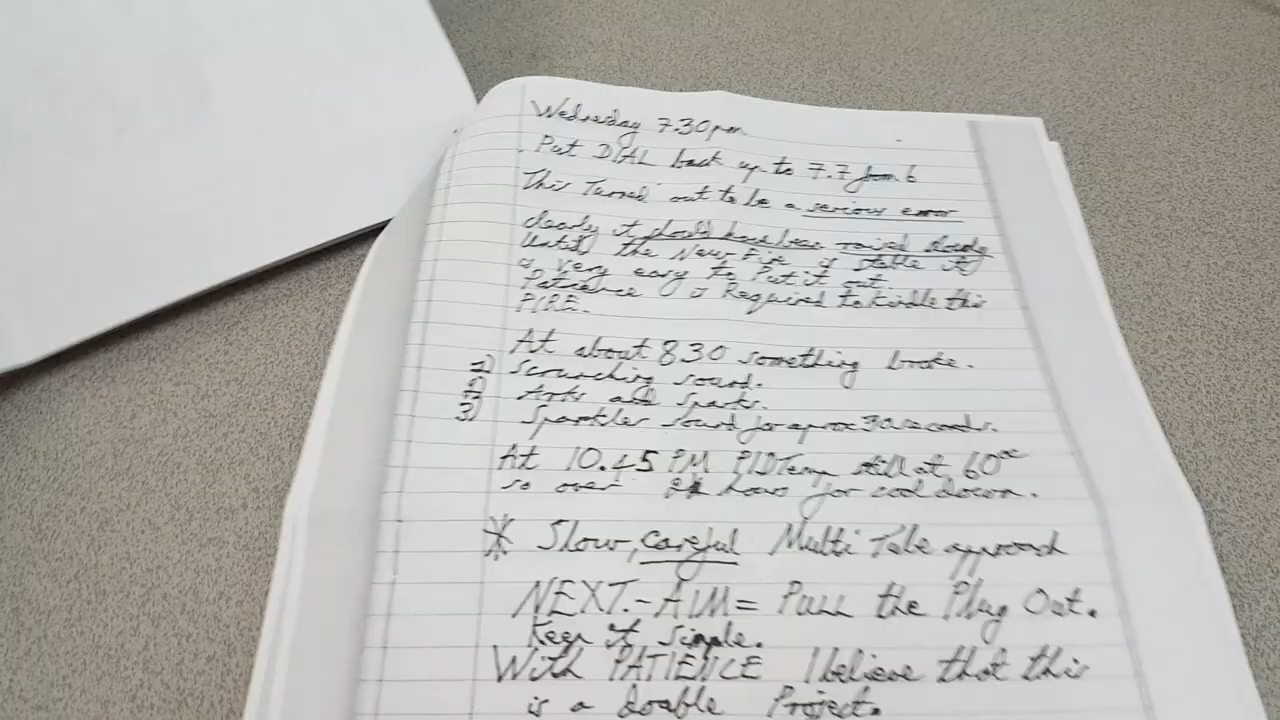 Wednesday 7.30pm
Put DIAL back up to 7.7 from 6
This Turned out to be a serious error
clearly it should have been raised slowly
Until the New-Fire is stable it
is very easy to Put it out.
Patience is Required to kindle this
FIRE.
At about 8.30 something broke.
1) Scrunching sound.
2) Arks and Sparks.
3) Sparkler sound for aprox 30 seconds.
At 10.45 PM PID Temp still at 60°c
so over hours for cool down.
* Slow, careful Multi Tube approach
NEXT.-AIM= Pull the Plug Out.
Keep it simple.
With PATIENCE I believe that this
is a doable Project.